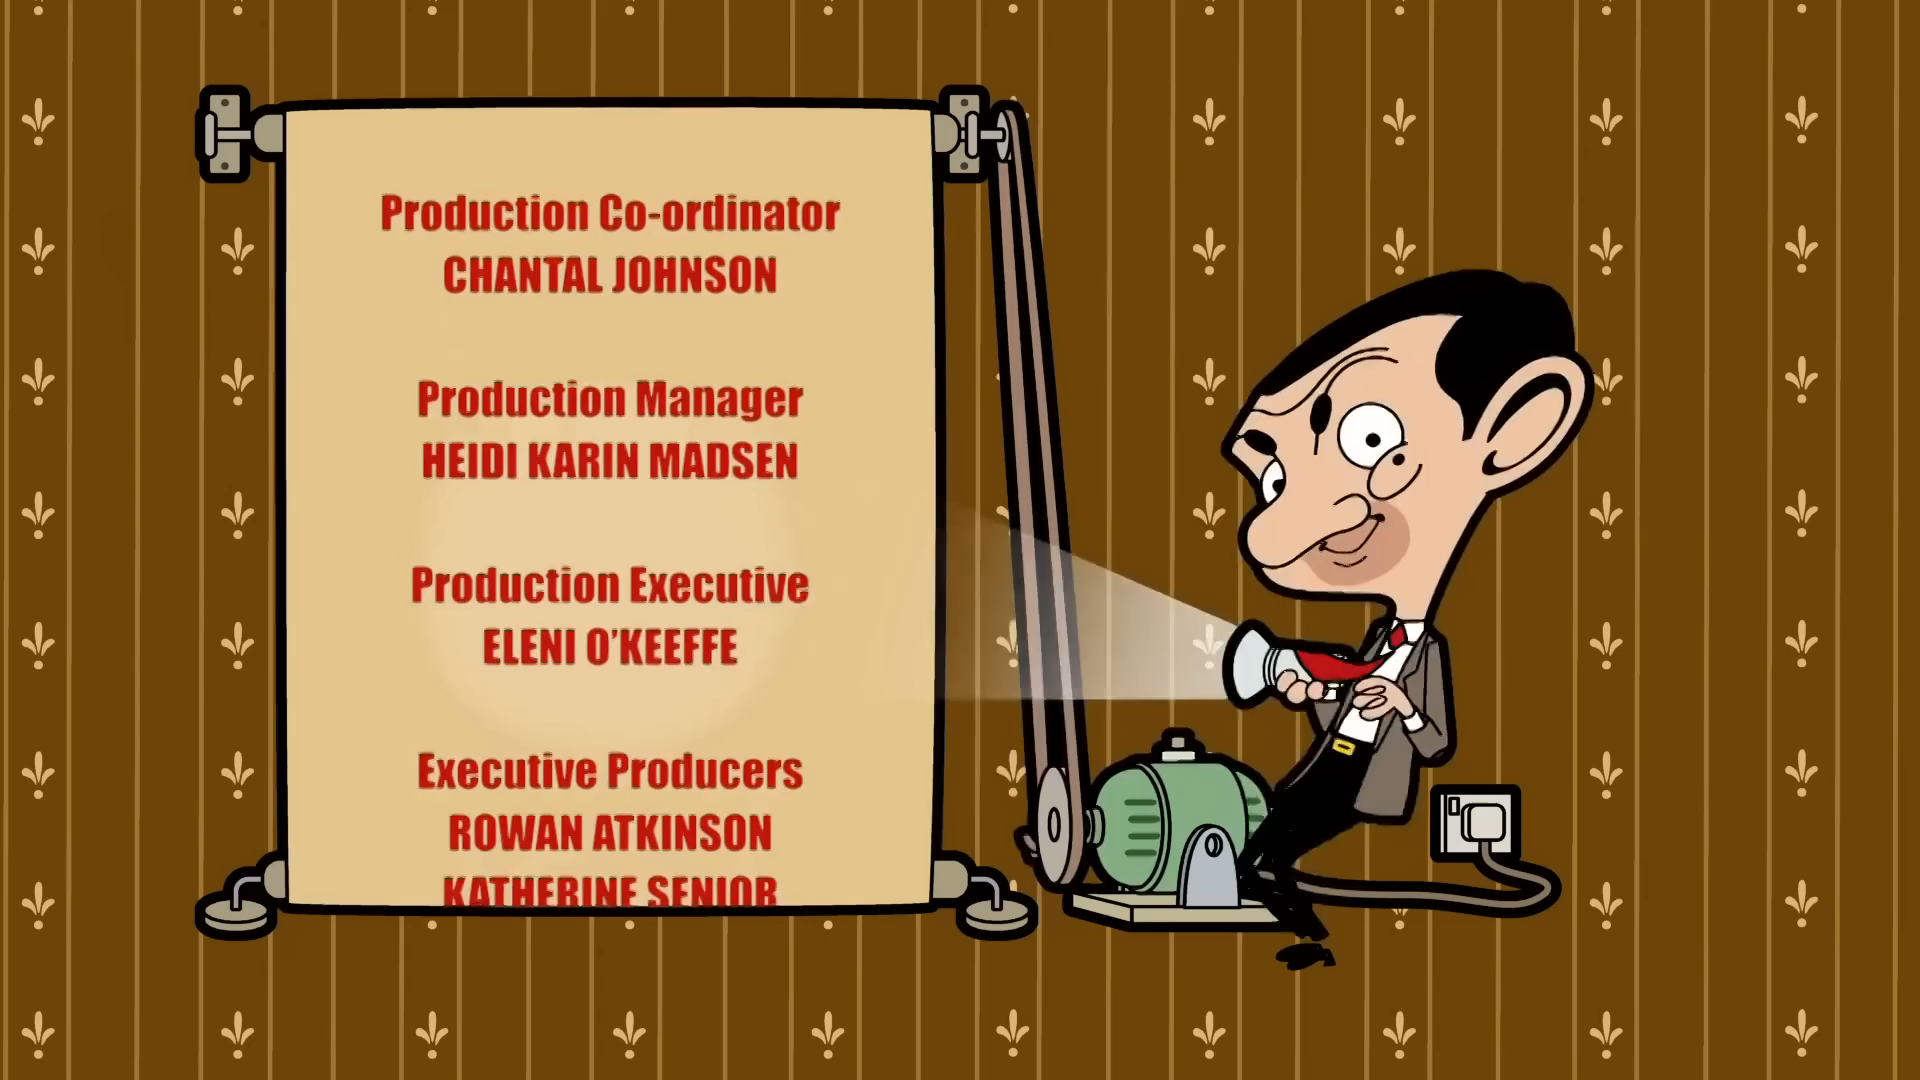 Production Co-ordinator
CHANTAL JOHNSON
Production Manager
HEIDI KARIN MADSEN
Production Executive
ELENI O'KEEFFE
Executive Producers
ROWAN ATKINSON
KATHERINE SENIOR